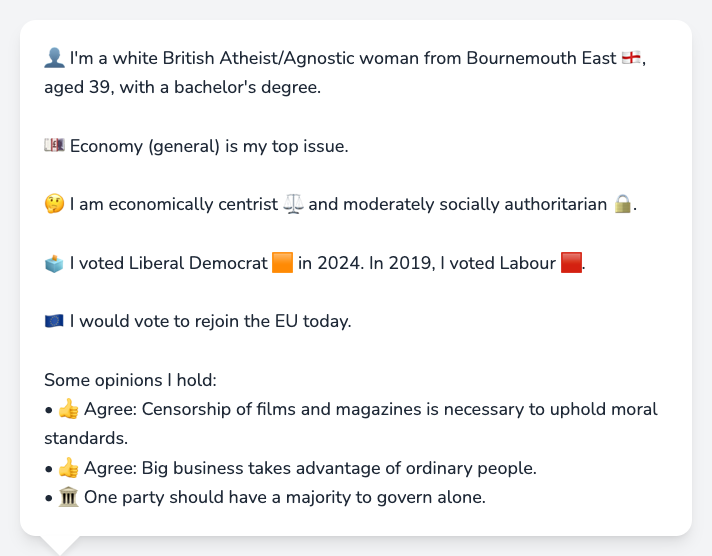 👤 I'm a white British Atheist/Agnostic woman from Bournemouth East 🏴󠁧󠁢󠁥󠁮󠁧󠁿,
aged 39, with a bachelor's degree.
💷 Economy (general) is my top issue.
🤔 I am economically centrist ⚖️ and moderately socially authoritarian 🔒.
🗳️ I voted Liberal Democrat 🟧 in 2024. In 2019, I voted Labour 🟥.
🇪🇺 I would vote to rejoin the EU today.
Some opinions I hold:
• 👍 Agree: Censorship of films and magazines is necessary to uphold moral
standards.
• 👍 Agree: Big business takes advantage of ordinary people.
• 🏛️ One party should have a majority to govern alone.